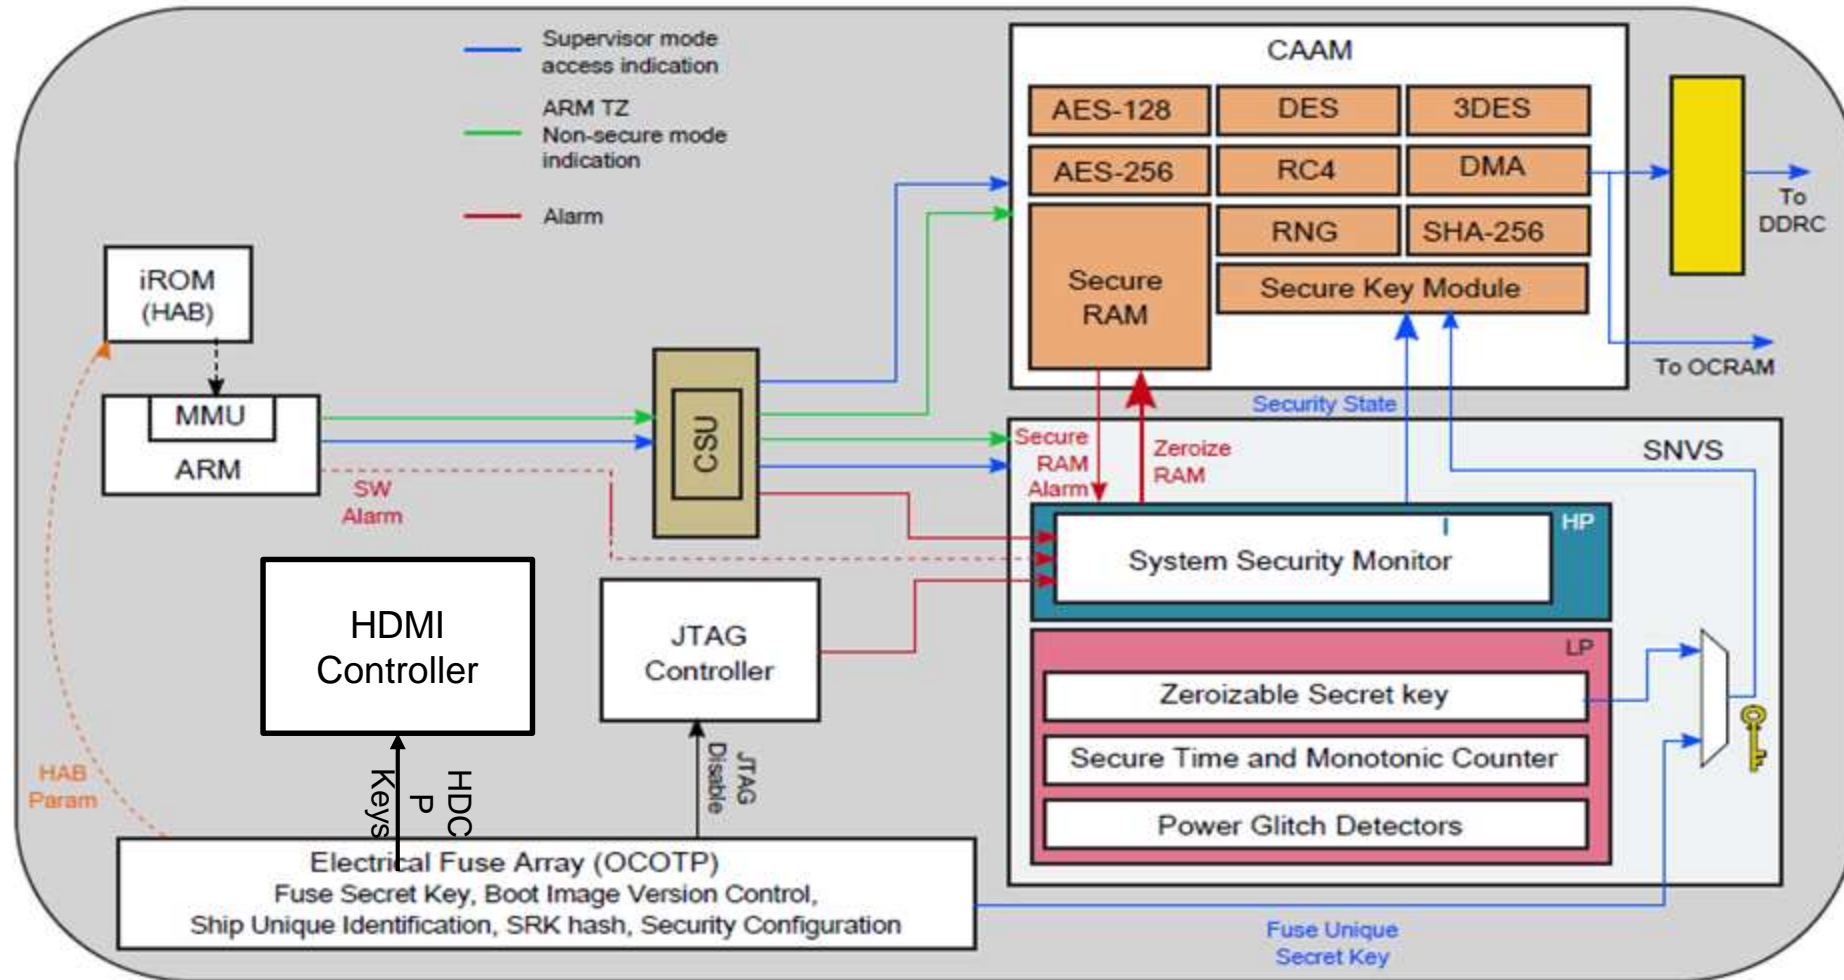 Supervisor mode
access indication
ARM TZ
Non-secure mode
indication
Alarm
CAAM
AES-128
DES
3DES
AES-256
RC4
DMA
RNG
SHA-256
Secure
RAM
Secure Key Module
To
DDRC
To OCRAM
iROM
(HAB)
MMU
ARM
CSU
SW
Alarm
Security State
Secure
RAM
Alarm
Zeroize
RAM
SNVS
HP
System Security Monitor
HDMI
Controller
JTAG
Controller
LP
Zeroizable Secret key
Secure Time and Monotonic Counter
Power Glitch Detectors
HAB
Param
HDC
P
Keys
JTAG
Disable
Electrical Fuse Array (OCOTP)
Fuse Secret Key, Boot Image Version Control,
Ship Unique Identification, SRK hash, Security Configuration
Fuse Unique
Secret Key